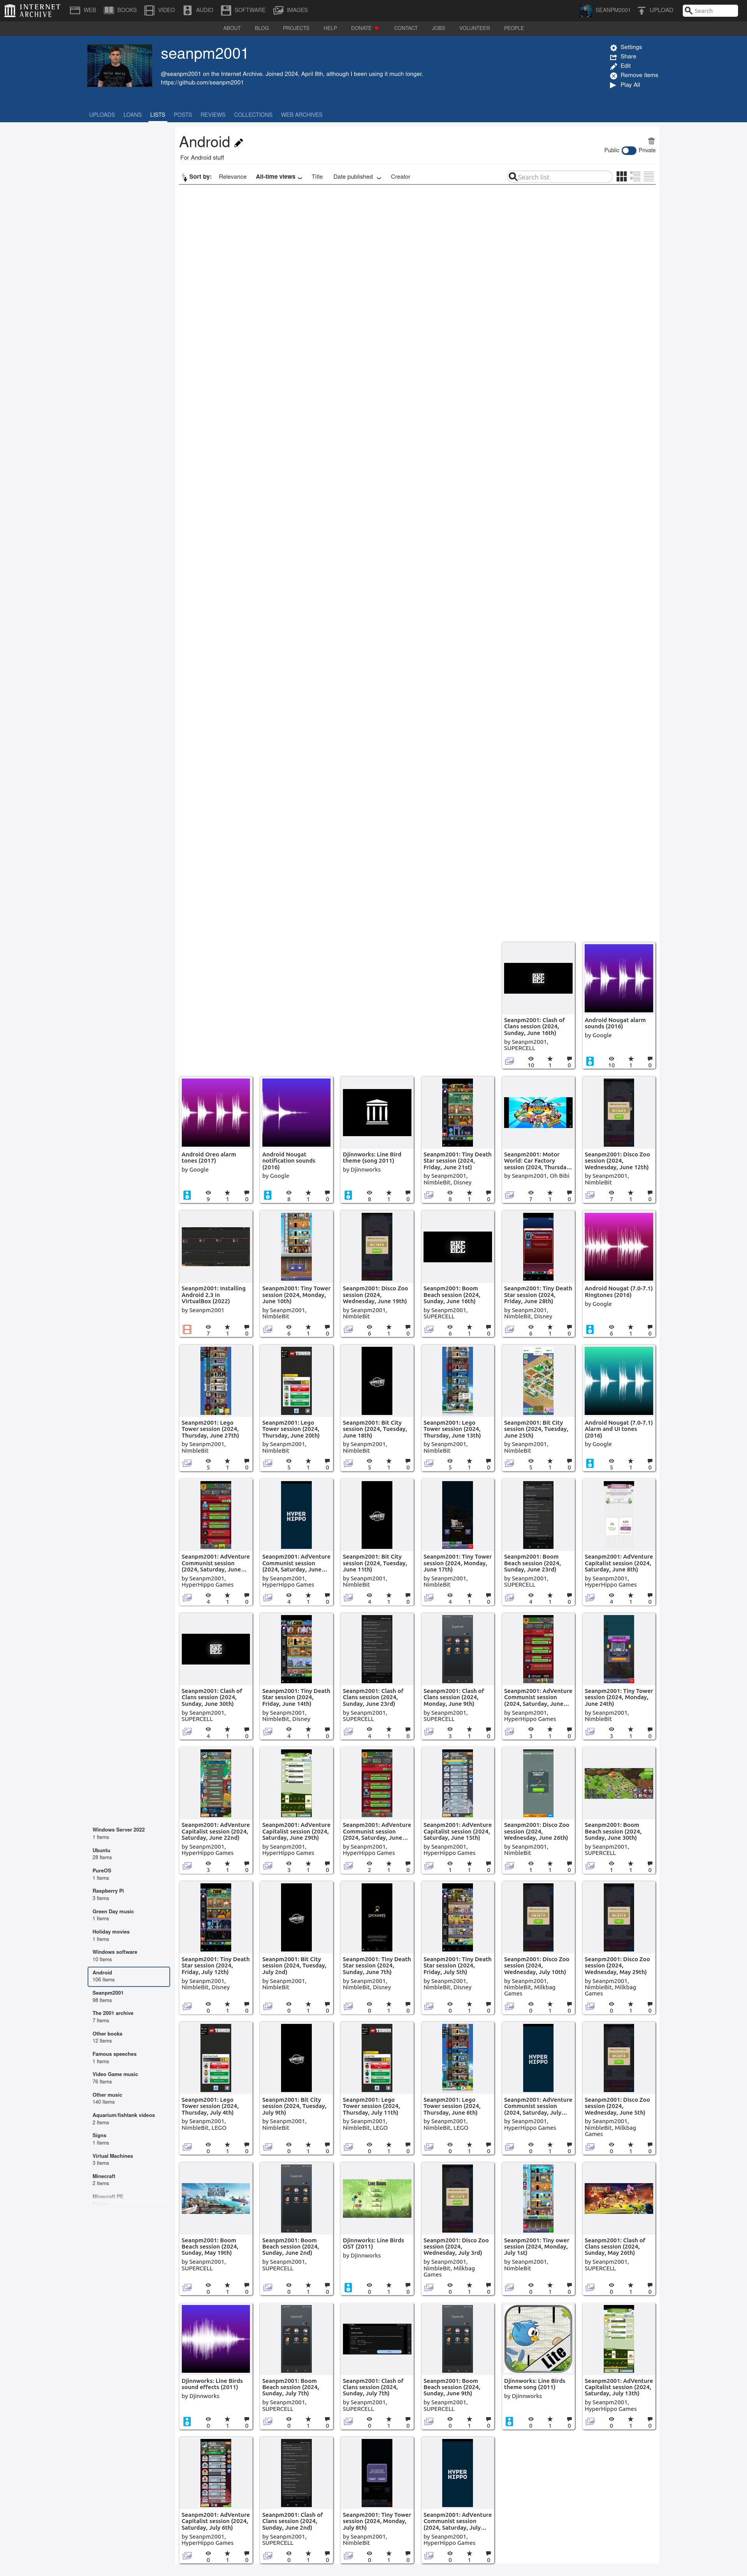 INTERNET ARCHIVE
WEB BOOKS VIDEO AUDIO SOFTWARE IMAGES SEANPM2001 UPLOAD Search
ABOUT BLOG PROJECTS HELP DONATE CONTACT JOBS VOLUNTEER PEOPLE
seanpm2001
@seanpm2001 on the Internet Archive. Joined 2024, April 8th, although I been using it much longer.
https://github.com/seanpm2001
Settings
Share
Edit
Remove items
Play All
UPLOADS LOANS LISTS POSTS REVIEWS COLLECTIONS WEB ARCHIVES
Android
For Android stuff
Public Private
Sort by: Relevance All-time views Title Date published Creator Search list
Seanpm2001: Clash of
Clans session (2024,
Sunday, June 16th)
by Seanpm2001,
SUPERCELL
10 1 0
Android Nougat alarm
sounds (2016)
by Google
10 1 0
Android Oreo alarm
tones (2017)
by Google
9 1 0
Android Nougat
notification sounds
(2016)
by Google
8 1 0
Djinnworks: Line Bird
theme (song 2011)
by Djinnworks
8 1 0
Seanpm2001: Tiny Death
Star session (2024,
Friday, June 21st)
by Seanpm2001,
NimbleBit, Disney
8 1 0
Seanpm2001: Motor
World: Car Factory
session (2024, Thursda...
by Seanpm2001, Oh Bibi
7 1 0
Seanpm2001: Disco Zoo
session (2024,
Wednesday, June 12th)
by Seanpm2001,
NimbleBit
7 1 0
Seanpm2001: Installing
Android 2.3 in
VirtualBox (2022)
by Seanpm2001
7 1 0
Seanpm2001: Tiny Tower
session (2024, Monday,
June 10th)
by Seanpm2001,
NimbleBit
6 1 0
Seanpm2001: Disco Zoo
session (2024,
Wednesday, June 19th)
by Seanpm2001,
NimbleBit
6 1 0
Seanpm2001: Boom
Beach session (2024,
Sunday, June 16th)
by Seanpm2001,
SUPERCELL
6 1 0
Seanpm2001: Tiny Death
Star session (2024,
Friday, June 28th)
by Seanpm2001,
NimbleBit, Disney
6 1 0
Android Nougat (7.0-7.1)
Ringtones (2016)
by Google
6 1 0
Seanpm2001: Lego
Tower session (2024,
Thursday, June 27th)
by Seanpm2001,
NimbleBit
5 1 0
Seanpm2001: Lego
Tower session (2024,
Thursday, June 20th)
by Seanpm2001,
NimbleBit
5 1 0
Seanpm2001: Bit City
session (2024, Tuesday,
June 18th)
by Seanpm2001,
NimbleBit
5 1 0
Seanpm2001: Lego
Tower session (2024,
Thursday, June 13th)
by Seanpm2001,
NimbleBit
5 1 0
Seanpm2001: Bit City
session (2024, Tuesday,
June 25th)
by Seanpm2001,
NimbleBit
5 1 0
Android Nougat (7.0-7.1)
Alarm and UI tones
(2016)
by Google
5 1 0
Seanpm2001: AdVenture
Communist session
(2024, Saturday, June...
by Seanpm2001,
HyperHippo Games
4 1 0
HYPER
HIPPO
Seanpm2001: AdVenture
Communist session
(2024, Saturday, June...
by Seanpm2001,
HyperHippo Games
4 1 0
Seanpm2001: Bit City
session (2024, Tuesday,
June 11th)
by Seanpm2001,
NimbleBit
4 1 0
Seanpm2001: Tiny Tower
session (2024, Monday,
June 17th)
by Seanpm2001,
NimbleBit
4 1 0
Seanpm2001: Boom
Beach session (2024,
Sunday, June 23rd)
by Seanpm2001,
SUPERCELL
4 1 0
Seanpm2001: AdVenture
Capitalist session (2024,
Saturday, June 8th)
by Seanpm2001,
HyperHippo Games
4 1 0
Seanpm2001: Clash of
Clans session (2024,
Sunday, June 30th)
by Seanpm2001,
SUPERCELL
4 1 0
Seanpm2001: Tiny Death
Star session (2024,
Friday, June 14th)
by Seanpm2001,
NimbleBit, Disney
4 1 0
Seanpm2001: Clash of
Clans session (2024,
Sunday, June 23rd)
by Seanpm2001,
SUPERCELL
4 1 0
Seanpm2001: Clash of
Clans session (2024,
Monday, June 9th)
by Seanpm2001,
SUPERCELL
3 1 0
Seanpm2001: AdVenture
Communist session
(2024, Saturday, June...
by Seanpm2001,
HyperHippo Games
3 1 0
Seanpm2001: Tiny Tower
session (2024, Monday,
June 24th)
by Seanpm2001,
NimbleBit
3 1 0
Seanpm2001: AdVenture
Capitalist session (2024,
Saturday, June 22nd)
by Seanpm2001,
HyperHippo Games
3 1 0
Seanpm2001: AdVenture
Capitalist session (2024,
Saturday, June 29th)
by Seanpm2001,
HyperHippo Games
3 1 0
Seanpm2001: AdVenture
Communist session
(2024, Saturday, June...
by Seanpm2001,
HyperHippo Games
2 1 0
Seanpm2001: AdVenture
Capitalist session (2024,
Saturday, June 15th)
by Seanpm2001,
HyperHippo Games
1 1 0
Seanpm2001: Disco Zoo
session (2024,
Wednesday, June 26th)
by Seanpm2001,
NimbleBit
1 1 0
Seanpm2001: Boom
Beach session (2024,
Sunday, June 30th)
by Seanpm2001,
SUPERCELL
1 1 0
Windows Server 2022
1 Items
Ubuntu
28 Items
PureOS
1 Items
Raspberry Pi
3 Items
Green Day music
1 Items
Holiday movies
1 Items
Windows software
10 Items
Android
106 Items
Seanpm2001
98 Items
The 2001 archive
7 Items
Other books
12 Items
Famous speeches
1 Items
Video Game music
76 Items
Other music
140 Items
Aquarium/fishtank videos
2 Items
Signs
1 Items
Virtual Machines
3 Items
Minecraft
2 Items
Minecraft PE
Seanpm2001: Tiny Death
Star session (2024,
Friday, July 12th)
by Seanpm2001,
NimbleBit, Disney
0 1 0
Seanpm2001: Bit City
session (2024, Tuesday,
July 2nd)
by Seanpm2001,
NimbleBit
0 1 0
Seanpm2001: Tiny Death
Star session (2024,
Sunday, June 7th)
by Seanpm2001,
NimbleBit, Disney
0 1 0
Seanpm2001: Tiny Death
Star session (2024,
Friday, July 5th)
by Seanpm2001,
NimbleBit, Disney
0 1 0
Seanpm2001: Disco Zoo
session (2024,
Wednesday, July 10th)
by Seanpm2001,
NimbleBit, Milkbag
Games
0 1 0
Seanpm2001: Disco Zoo
session (2024,
Wednesday, May 29th)
by Seanpm2001,
NimbleBit, Milkbag
Games
0 1 0
Seanpm2001: Lego
Tower session (2024,
Thursday, July 4th)
by Seanpm2001,
NimbleBit, LEGO
0 1 0
Seanpm2001: Bit City
session (2024, Tuesday,
July 9th)
by Seanpm2001,
NimbleBit
0 1 0
Seanpm2001: Lego
Tower session (2024,
Thursday, July 11th)
by Seanpm2001,
NimbleBit, LEGO
0 1 0
Seanpm2001: Lego
Tower session (2024,
Thursday, June 6th)
by Seanpm2001,
NimbleBit, LEGO
0 1 0
HYPER
HIPPO
Seanpm2001: AdVenture
Communist session
(2024, Saturday, July...
by Seanpm2001,
HyperHippo Games
0 1 0
Seanpm2001: Disco Zoo
session (2024,
Wednesday, June 5th)
by Seanpm2001,
NimbleBit, Milkbag
Games
0 1 0
Seanpm2001: Boom
Beach session (2024,
Sunday, May 19th)
by Seanpm2001,
SUPERCELL
0 1 0
Seanpm2001: Boom
Beach session (2024,
Sunday, June 2nd)
by Seanpm2001,
SUPERCELL
0 1 0
Djinnworks: Line Birds
OST (2011)
by Djinnworks
0 1 0
Seanpm2001: Disco Zoo
session (2024,
Wednesday, July 3rd)
by Seanpm2001,
NimbleBit, Milkbag
Games
0 1 0
Seanpm2001: Tiny ower
session (2024, Monday,
July 1st)
by Seanpm2001,
NimbleBit
0 1 0
Seanpm2001: Clash of
Clans session (2024,
Sunday, May 26th)
by Seanpm2001,
SUPERCELL
0 1 0
Djinnworks: Line Birds
sound effects (2011)
by Djinnworks
0 1 0
Seanpm2001: Boom
Beach session (2024,
Sunday, July 7th)
by Seanpm2001,
SUPERCELL
0 1 0
Seanpm2001: Clash of
Clans session (2024,
Sunday, July 7th)
by Seanpm2001,
SUPERCELL
0 1 0
Seanpm2001: Boom
Beach session (2024,
Sunday, June 9th)
by Seanpm2001,
SUPERCELL
0 1 0
Lite
Djinnworks: Line Birds
theme song (2011)
by Djinnworks
0 1 0
Seanpm2001: AdVenture
Capitalist session (2024,
Saturday, July 13th)
by Seanpm2001,
HyperHippo Games
0 1 0
Seanpm2001: AdVenture
Capitalist session (2024,
Saturday, July 6th)
by Seanpm2001,
HyperHippo Games
0 1 0
Seanpm2001: Clash of
Clans session (2024,
Sunday, June 2nd)
by Seanpm2001,
SUPERCELL
0 1 0
Seanpm2001: Tiny Tower
session (2024, Monday,
July 8th)
by Seanpm2001,
NimbleBit
0 1 0
HYPER
HIPPO
Seanpm2001: AdVenture
Communist session
(2024, Saturday, July...
by Seanpm2001,
HyperHippo Games
0 1 0